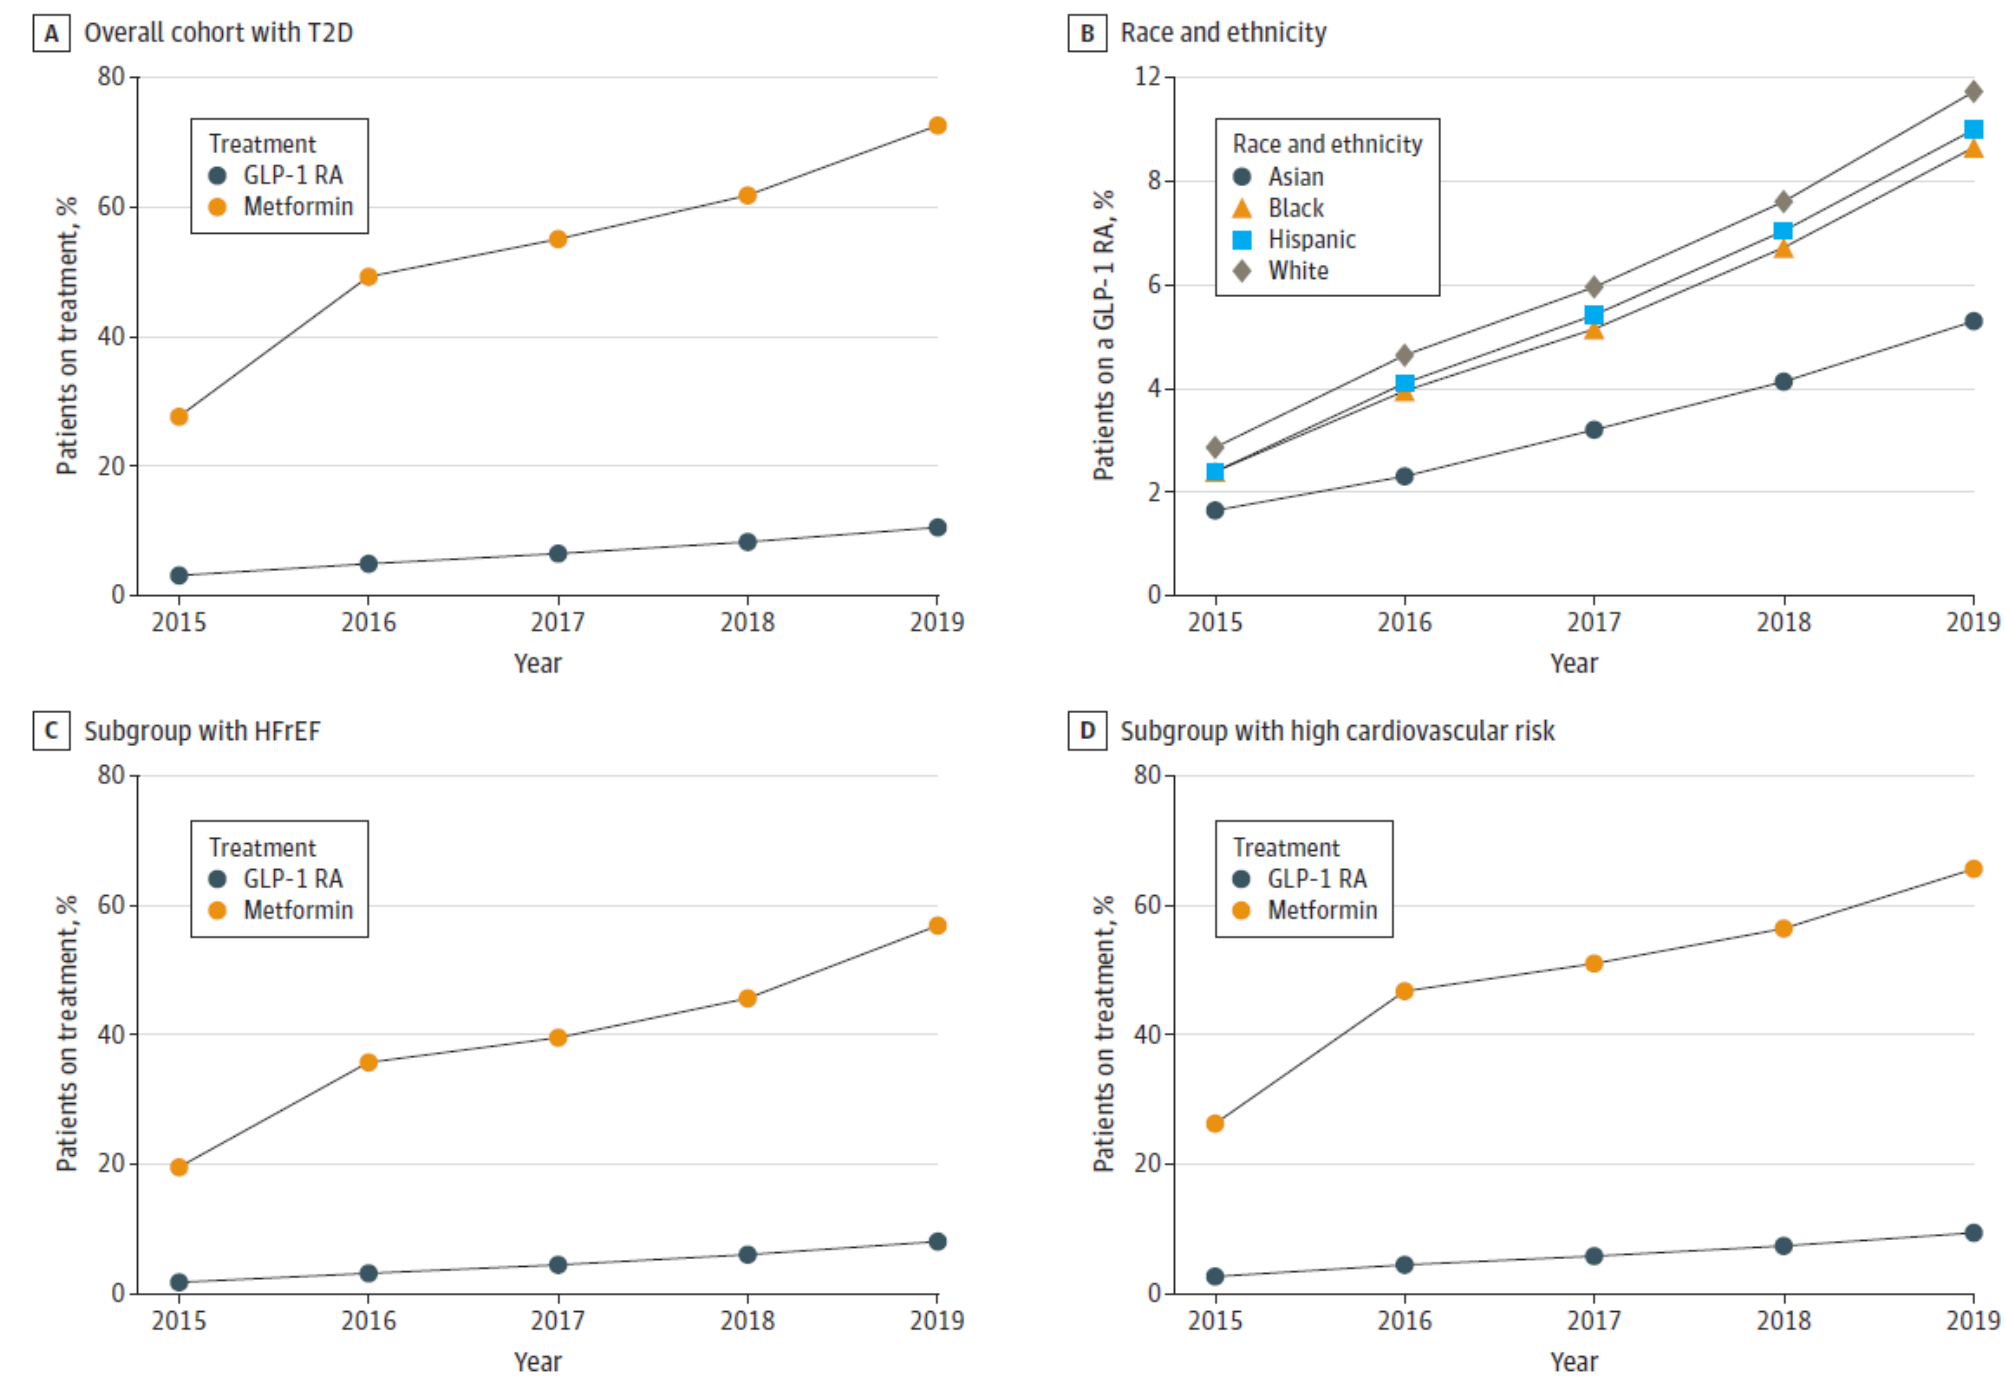 A Overall cohort with T2D
80
60
40
20
0
Patients on treatment, %
Treatment
GLP-1 RA
Metformin
2015 2016 2017 2018 2019
Year
B Race and ethnicity
12
8
6
4
2
0
Patients on a GLP-1 RA, %
Race and ethnicity
Asian
Black
Hispanic
White
2015 2016 2017 2018 2019
Year
C Subgroup with HFrEF
80
60
40
20
0
Patients on treatment, %
Treatment
GLP-1 RA
Metformin
2015 2016 2017 2018 2019
Year
D Subgroup with high cardiovascular risk
80
60
40
20
0
Patients on treatment, %
Treatment
GLP-1 RA
Metformin
2015 2016 2017 2018 2019
Year